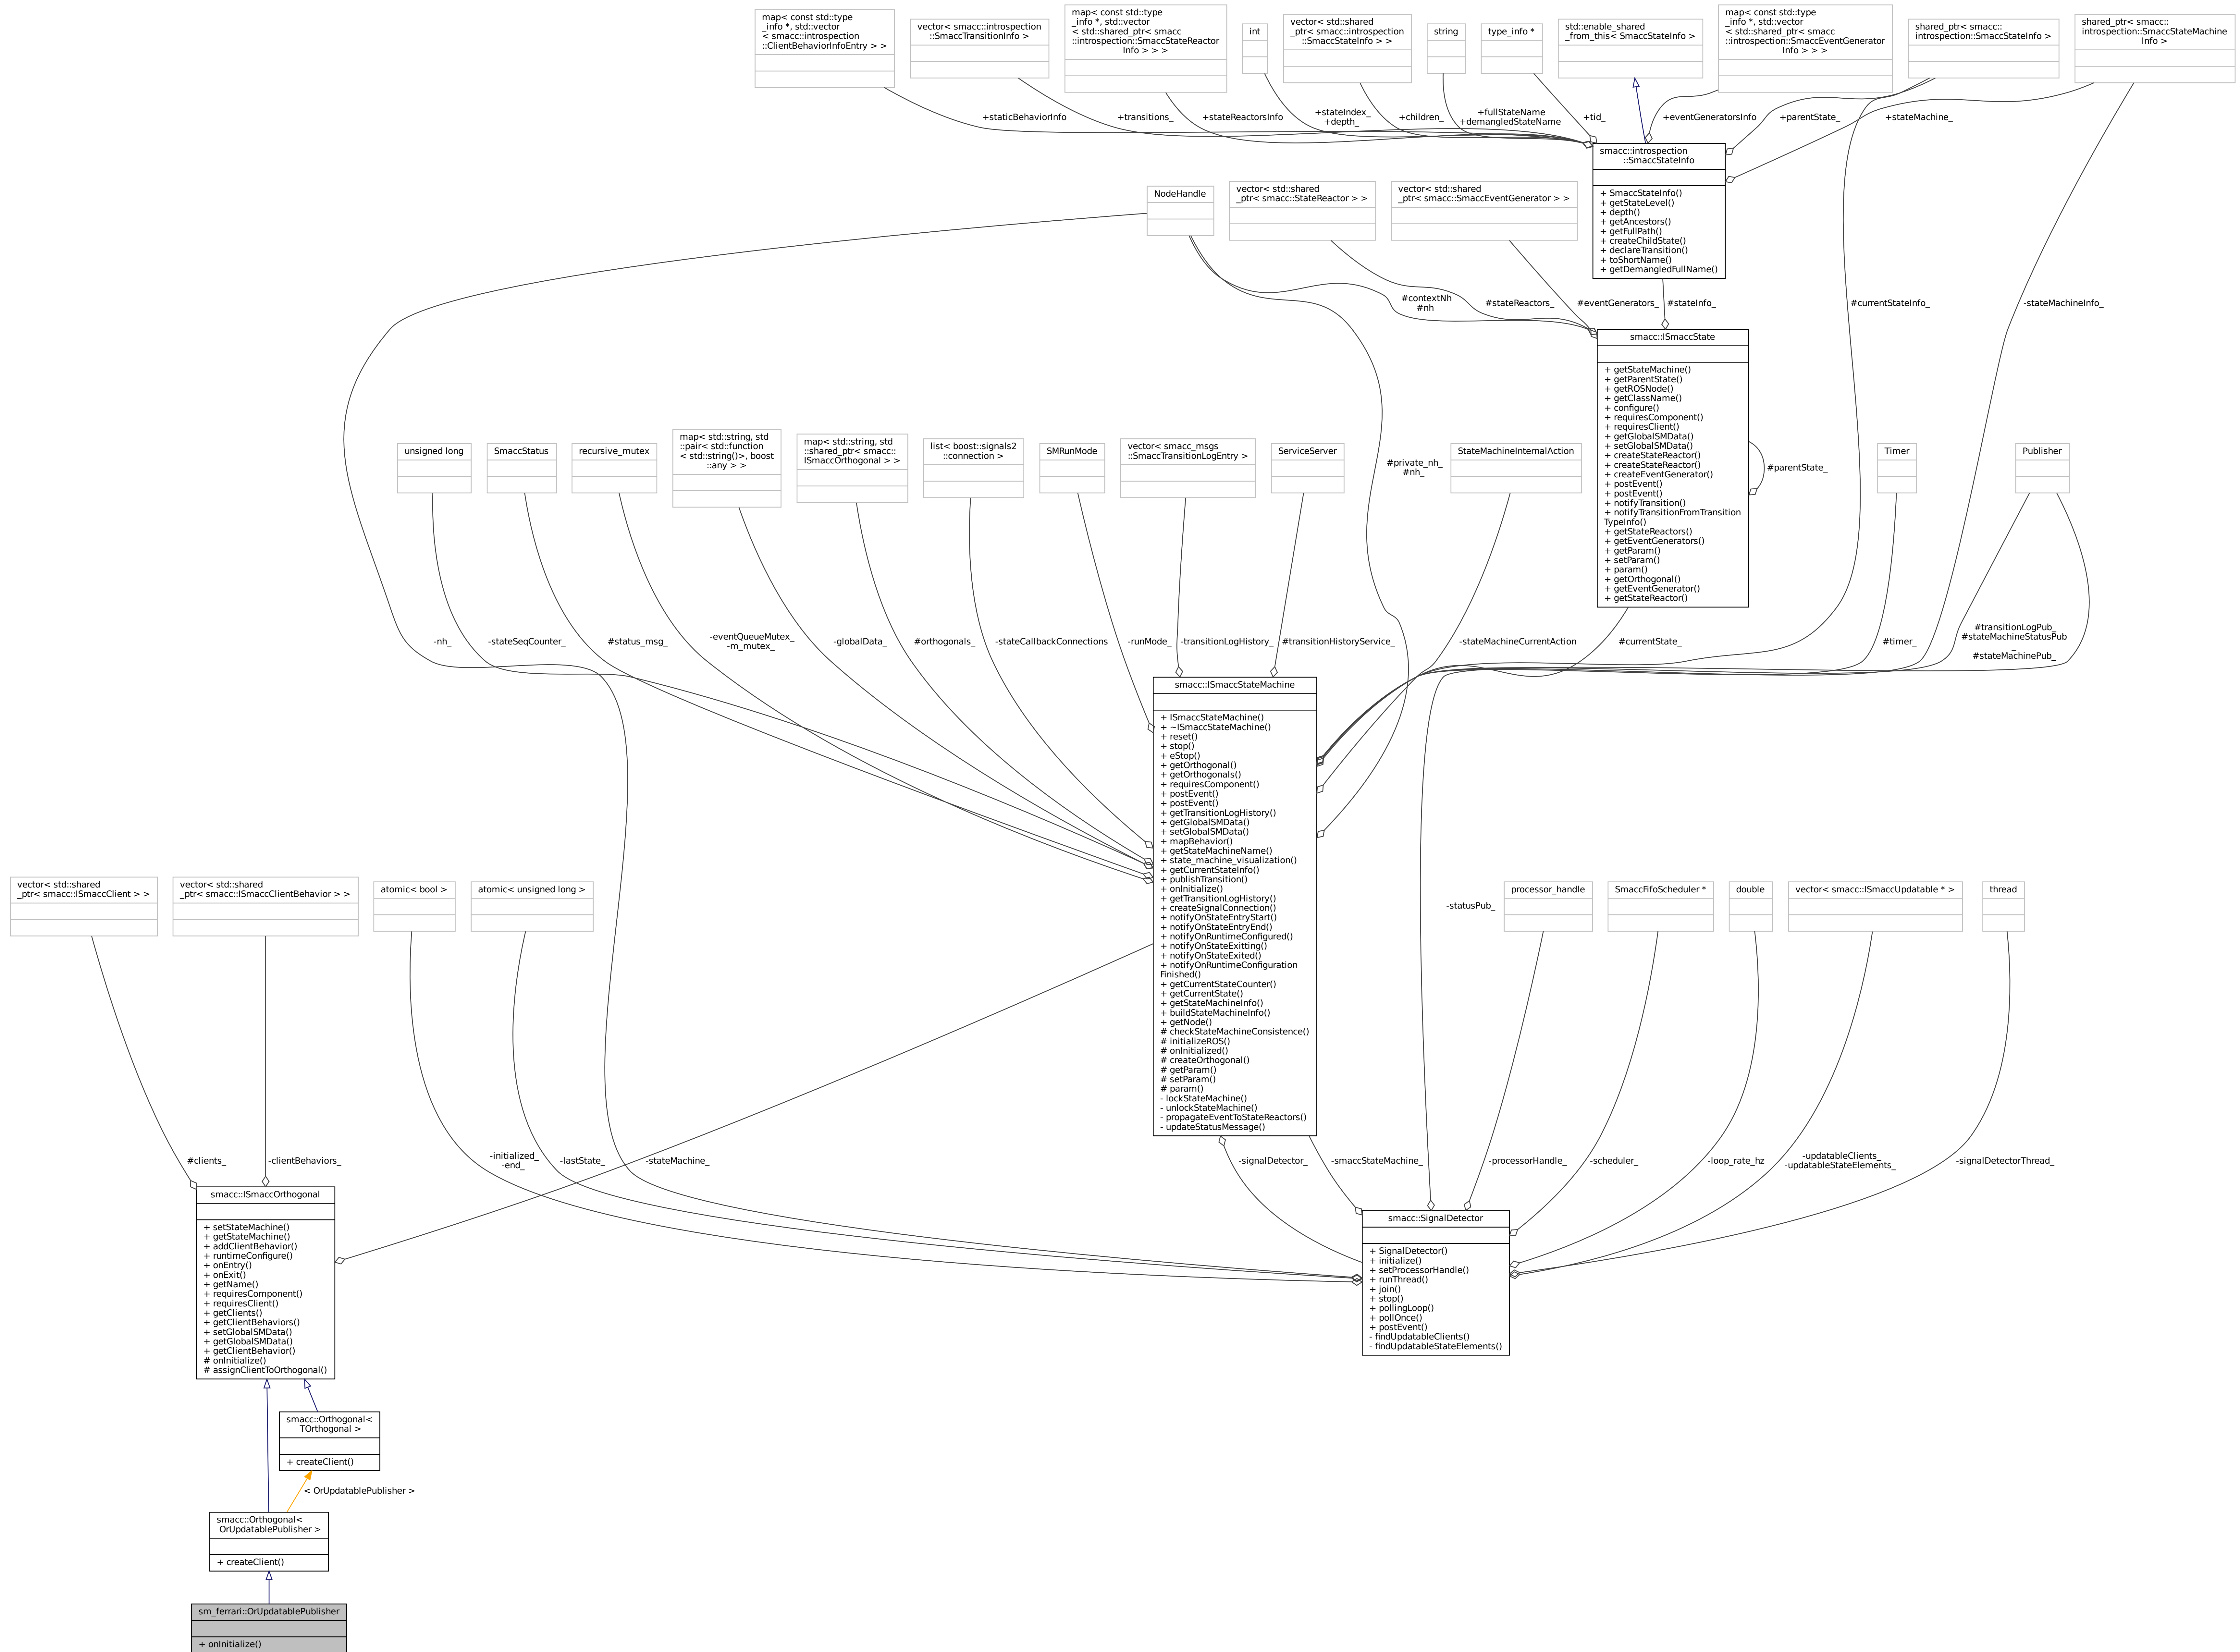 map< const std::type
_info *, std::vector
< smacc::introspection
::ClientBehaviorInfoEntry > >
vector< smacc::introspection
::SmaccTransitionInfo >
map< const std::type
_info *, std::vector
< std::shared_ptr< smacc
::introspection::SmaccStateReactor
Info > > >
int
vector< std::shared
_ptr< smacc::introspection
::SmaccStateInfo > >
string
type_info *
std::enable_shared
_from_this< SmaccStateInfo >
map< const std::type
_info *, std::vector
< std::shared_ptr< smacc
::introspection::SmaccEventGenerator
Info > > >
shared_ptr< smacc::
introspection::SmaccStateInfo >
shared_ptr< smacc::
introspection::SmaccStateMachine
Info >
+staticBehaviorInfo
+transitions_
+stateReactorsInfo
+stateIndex_
+depth_
+children_
+fullStateName
+demangledStateName
+tid_
+eventGeneratorsInfo
+parentState_
+stateMachine_
smacc::introspection
::SmaccStateInfo
+ SmaccStateInfo()
+ getStateLevel()
+ depth()
+ getAncestors()
+ getFullPath()
+ createChildState()
+ declareTransition()
+ toShortName()
+ getDemangledFullName()
NodeHandle
vector< std::shared
_ptr< smacc::StateReactor > >
vector< std::shared
_ptr< smacc::SmaccEventGenerator > >
#contextNh
#nh
#stateReactors_
#eventGenerators_
#stateInfo_
#currentStateInfo_
-stateMachineInfo_
smacc::ISmaccState
+ getStateMachine()
+ getParentState()
+ getROSNode()
+ getClassName()
+ configure()
+ requiresComponent()
+ requiresClient()
+ getGlobalSMData()
+ setGlobalSMData()
+ createStateReactor()
+ createStateReactor()
+ createEventGenerator()
+ postEvent()
+ postEvent()
+ notifyTransition()
+ notifyTransitionFromTransition
TypeInfo()
+ getStateReactors()
+ getEventGenerators()
+ getParam()
+ setParam()
+ param()
+ getOrthogonal()
+ getEventGenerator()
+ getStateReactor()
#parentState_
unsigned long
SmaccStatus
recursive_mutex
map< std::string, std
::pair< std::function
< std::string()>, boost
::any > >
map< std::string, std
::shared_ptr< smacc::
ISmaccOrthogonal > >
list< boost::signals2
::connection >
SMRunMode
vector< smacc_msgs
::SmaccTransitionLogEntry >
ServiceServer
#private_nh_
#nh_
StateMachineInternalAction
Timer
Publisher
-nh_
-stateSeqCounter_
#status_msg_
-eventQueueMutex_
-m_mutex_
-globalData_
#orthogonals_
-stateCallbackConnections
-runMode_
-transitionLogHistory_
#transitionHistoryService_
-stateMachineCurrentAction
#currentState_
#timer_
#transitionLogPub_
#stateMachineStatusPub
_
#stateMachinePub_
smacc::ISmaccStateMachine
+ ISmaccStateMachine()
+ ~ISmaccStateMachine()
+ reset()
+ stop()
+ eStop()
+ getOrthogonal()
+ getOrthogonals()
+ requiresComponent()
+ postEvent()
+ postEvent()
+ getTransitionLogHistory()
+ getGlobalSMData()
+ setGlobalSMData()
+ mapBehavior()
+ getStateMachineName()
+ state_machine_visualization()
+ getCurrentStateInfo()
+ publishTransition()
+ onInitialize()
+ getTransitionLogHistory()
+ createSignalConnection()
+ notifyOnStateEntryStart()
+ notifyOnStateEntryEnd()
+ notifyOnRuntimeConfigured()
+ notifyOnStateExitting()
+ notifyOnStateExited()
+ notifyOnRuntimeConfiguration
Finished()
+ getCurrentStateCounter()
+ getCurrentState()
+ getStateMachineInfo()
+ buildStateMachineInfo()
+ getNode()
# checkStateMachineConsistence()
# initializeROS()
# onInitialized()
# createOrthogonal()
# getParam()
# setParam()
# param()
- lockStateMachine()
- unlockStateMachine()
- propagateEventToStateReactors()
- updateStatusMessage()
vector< std::shared
_ptr< smacc::ISmaccClient > >
vector< std::shared
_ptr< smacc::ISmaccClientBehavior > >
atomic< bool >
atomic< unsigned long >
-statusPub_
processor_handle
SmaccFifoScheduler *
double
vector< smacc::ISmaccUpdatable * >
thread
#clients_
-clientBehaviors_
-initialized_
-end_
-lastState_
-stateMachine_
-signalDetector_
-smaccStateMachine_
-processorHandle_
-scheduler_
-loop_rate_hz
-updatableClients_
-updatableStateElements_
-signalDetectorThread_
smacc::ISmaccOrthogonal
+ setStateMachine()
+ getStateMachine()
+ addClientBehavior()
+ runtimeConfigure()
+ onEntry()
+ onExit()
+ getName()
+ requiresComponent()
+ requiresClient()
+ getClients()
+ getClientBehaviors()
+ setGlobalSMData()
+ getGlobalSMData()
+ getClientBehavior()
# onInitialize()
# assignClientToOrthogonal()
smacc::SignalDetector
+ SignalDetector()
+ initialize()
+ setProcessorHandle()
+ runThread()
+ join()
+ stop()
+ pollingLoop()
+ pollOnce()
+ postEvent()
- findUpdatableClients()
- findUpdatableStateElements()
smacc::Orthogonal<
TOrthogonal >
+ createClient()
< OrUpdatablePublisher >
smacc::Orthogonal<
OrUpdatablePublisher >
+ createClient()
sm_ferrari::OrUpdatablePublisher
+ onInitialize()